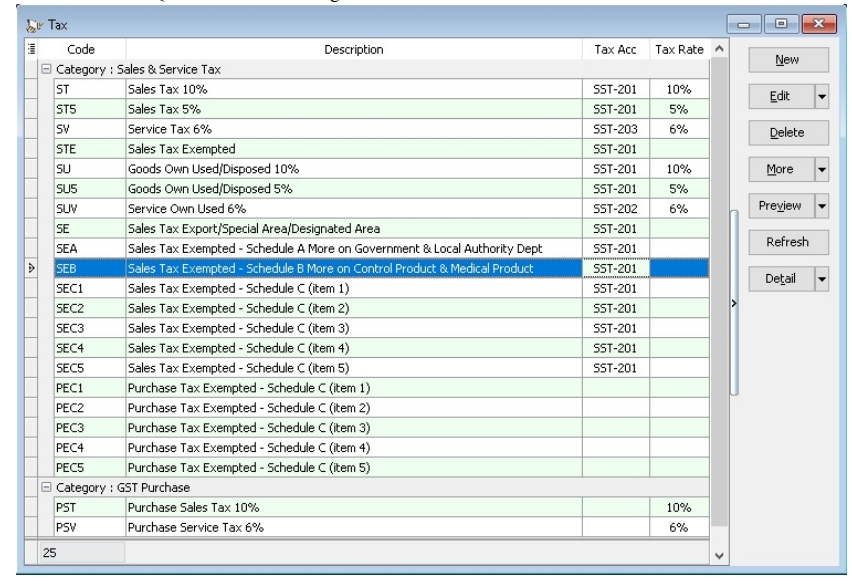 Tax
Code Description Tax Acc Tax Rate
Category : Sales & Service Tax
ST Sales Tax 10% SST-201 10%
ST5 Sales Tax 5% SST-201 5%
SV Service Tax 6% SST-203 6%
STE Sales Tax Exempted SST-201
SU Goods Own Used/Disposed 10% SST-201 10%
SU5 Goods Own Used/Disposed 5% SST-201 5%
SUV Service Own Used 6% SST-202 6%
SE Sales Tax Export/Special Area/Designated Area SST-201
SEA Sales Tax Exempted - Schedule A More on Government & Local Authority Dept SST-201
SEB Sales Tax Exempted - Schedule B More on Control Product & Medical Product SST-201
SEC1 Sales Tax Exempted - Schedule C (item 1) SST-201
SEC2 Sales Tax Exempted - Schedule C (item 2) SST-201
SEC3 Sales Tax Exempted - Schedule C (item 3) SST-201
SEC4 Sales Tax Exempted - Schedule C (item 4) SST-201
SEC5 Sales Tax Exempted - Schedule C (item 5) SST-201
PEC1 Purchase Tax Exempted - Schedule C (item 1)
PEC2 Purchase Tax Exempted - Schedule C (item 2)
PEC3 Purchase Tax Exempted - Schedule C (item 3)
PEC4 Purchase Tax Exempted - Schedule C (item 4)
PEC5 Purchase Tax Exempted - Schedule C (item 5)
Category : GST Purchase
PST Purchase Sales Tax 10% 10%
PSV Purchase Service Tax 6% 6%
25
New
Edit
Delete
More
Preview
Refresh
Detail